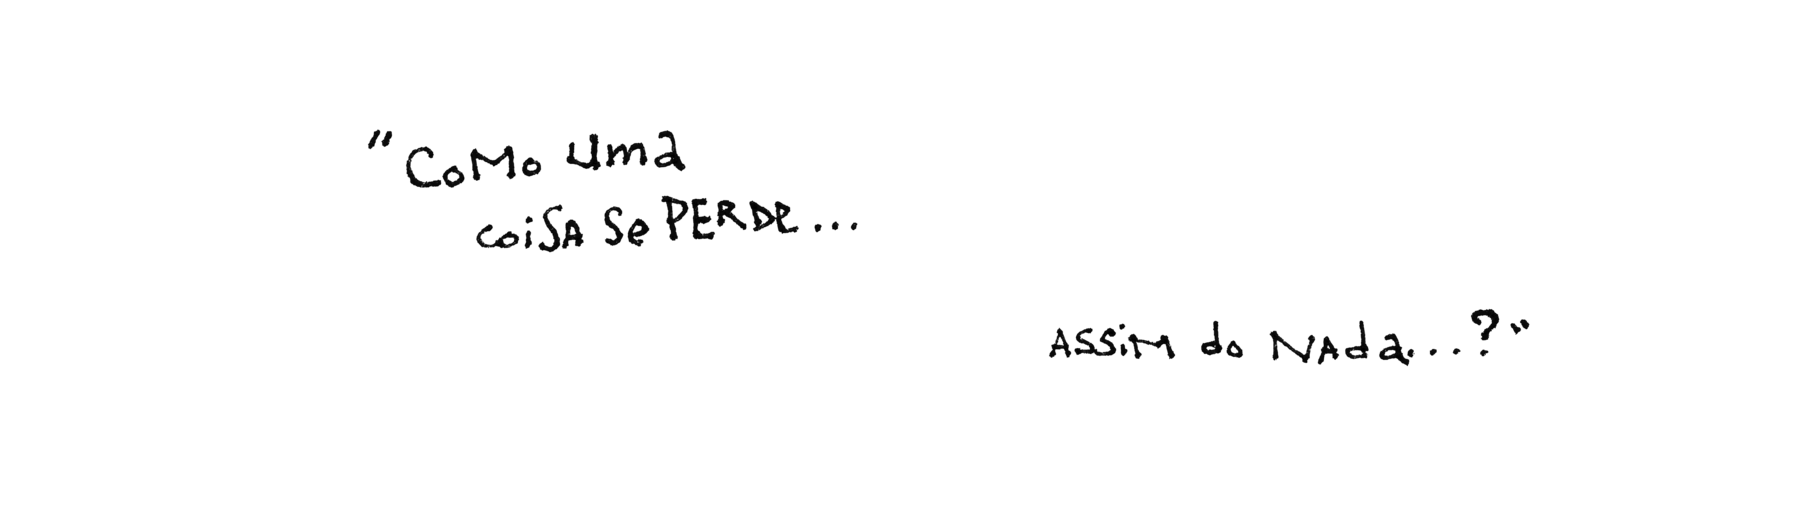 "COMO uma
coiSA Se PERDe...
ASSiM do NAda...?"